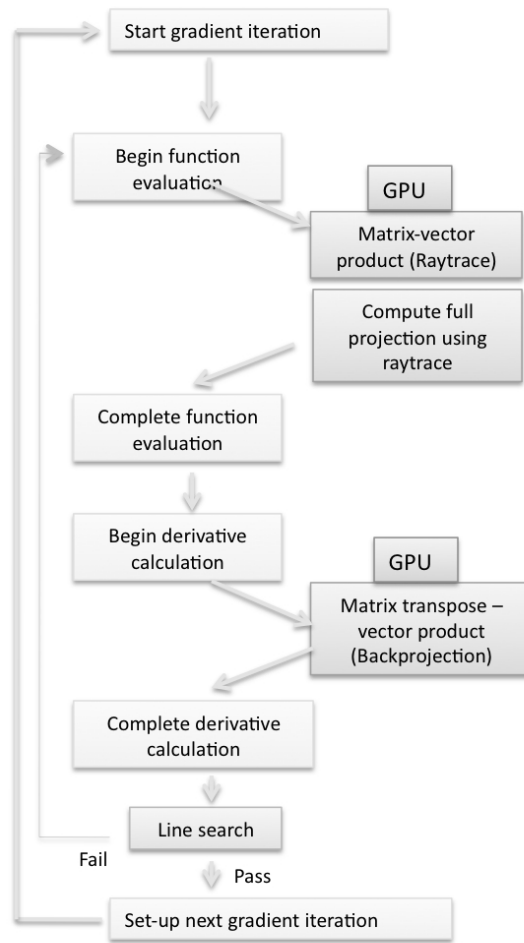 Start gradient iteration
Begin function
evaluation
GPU
Matrix-vector
product (Raytrace)
Compute full
projection using
raytrace
Complete function
evaluation
Begin derivative
calculation
GPU
Matrix transpose –
vector product
(Backprojection)
Complete derivative
calculation
Line search
Fail
Pass
Set-up next gradient iteration